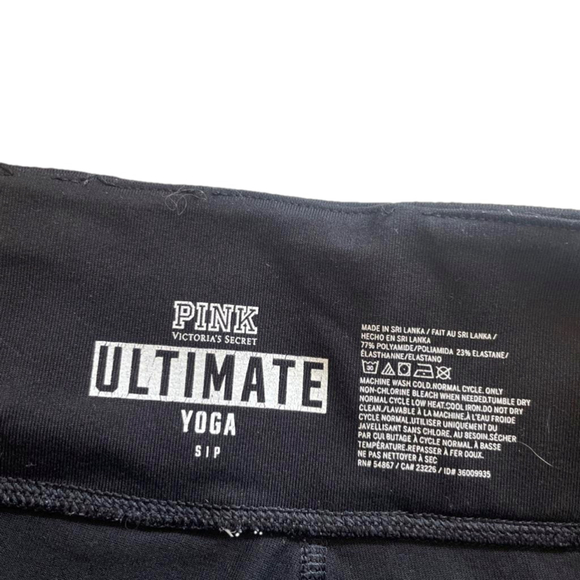 PINK
VICTORIA'S SECRET
ULTIMATE
YOGA
S|P
MADE IN SRI LANKA / FAIT AU SRI LANKA /
HECHO EN SRI LANKA
77% POLYAMIDE/POLIAMIDA 23% ELASTANE/
ÉLASTHANNE/ELASTANO
MACHINE WASH COLD.NORMAL CYCLE. ONLY
NON-CHLORINE BLEACH WHEN NEEDED.TUMBLE DRY
NORMAL CYCLE LOW HEAT.COOL IRON.DO NOT DRY
CLEAN./LAVABLE À LA MACHINE.À L'EAU FROIDE
CYCLE NORMAL.UTILISER UNIQUEMENT DU
JAVELLISANT SANS CHLORE. AU BESOIN.SÉCHER
PAR CULBUTAGE À CYCLE NORMAL. À BASSE
TEMPÉRATURE.REPASSER À FER DOUX.
NE PAS NETTOYER À SEC
RN# 54867 / CA# 23226 / ID# 36009935